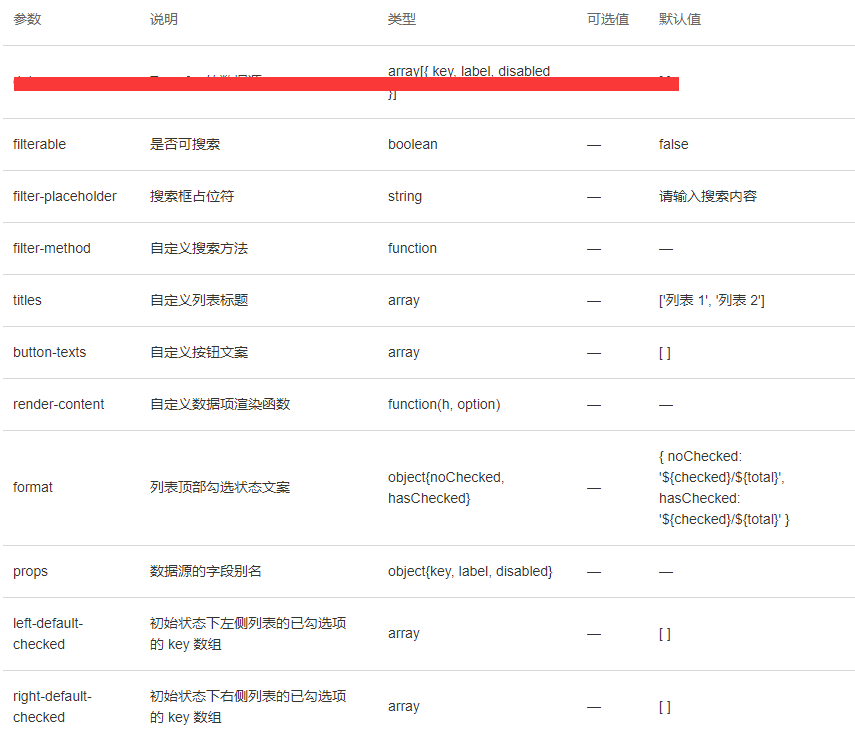 参数 说明 类型 可选值 默认值
array[{ key, label, disabled
}]
filterable 是否可搜索 boolean — false
filter-placeholder 搜索框占位符 string — 请输入搜索内容
filter-method 自定义搜索方法 function — —
titles 自定义列表标题 array — ['列表 1', '列表 2']
button-texts 自定义按钮文案 array — [ ]
render-content 自定义数据项渲染函数 function(h, option) — —
{ noChecked:
'${checked}/${total}',
format 列表顶部勾选状态文案 object{noChecked, —
hasChecked} hasChecked:
'${checked}/${total}' }
props 数据源的字段别名 object{key, label, disabled} — —
left-default- 初始状态下左侧列表的已勾选项
checked 的 key 数组 array — [ ]
right-default- 初始状态下右侧列表的已勾选项
checked 的 key 数组 array — [ ]